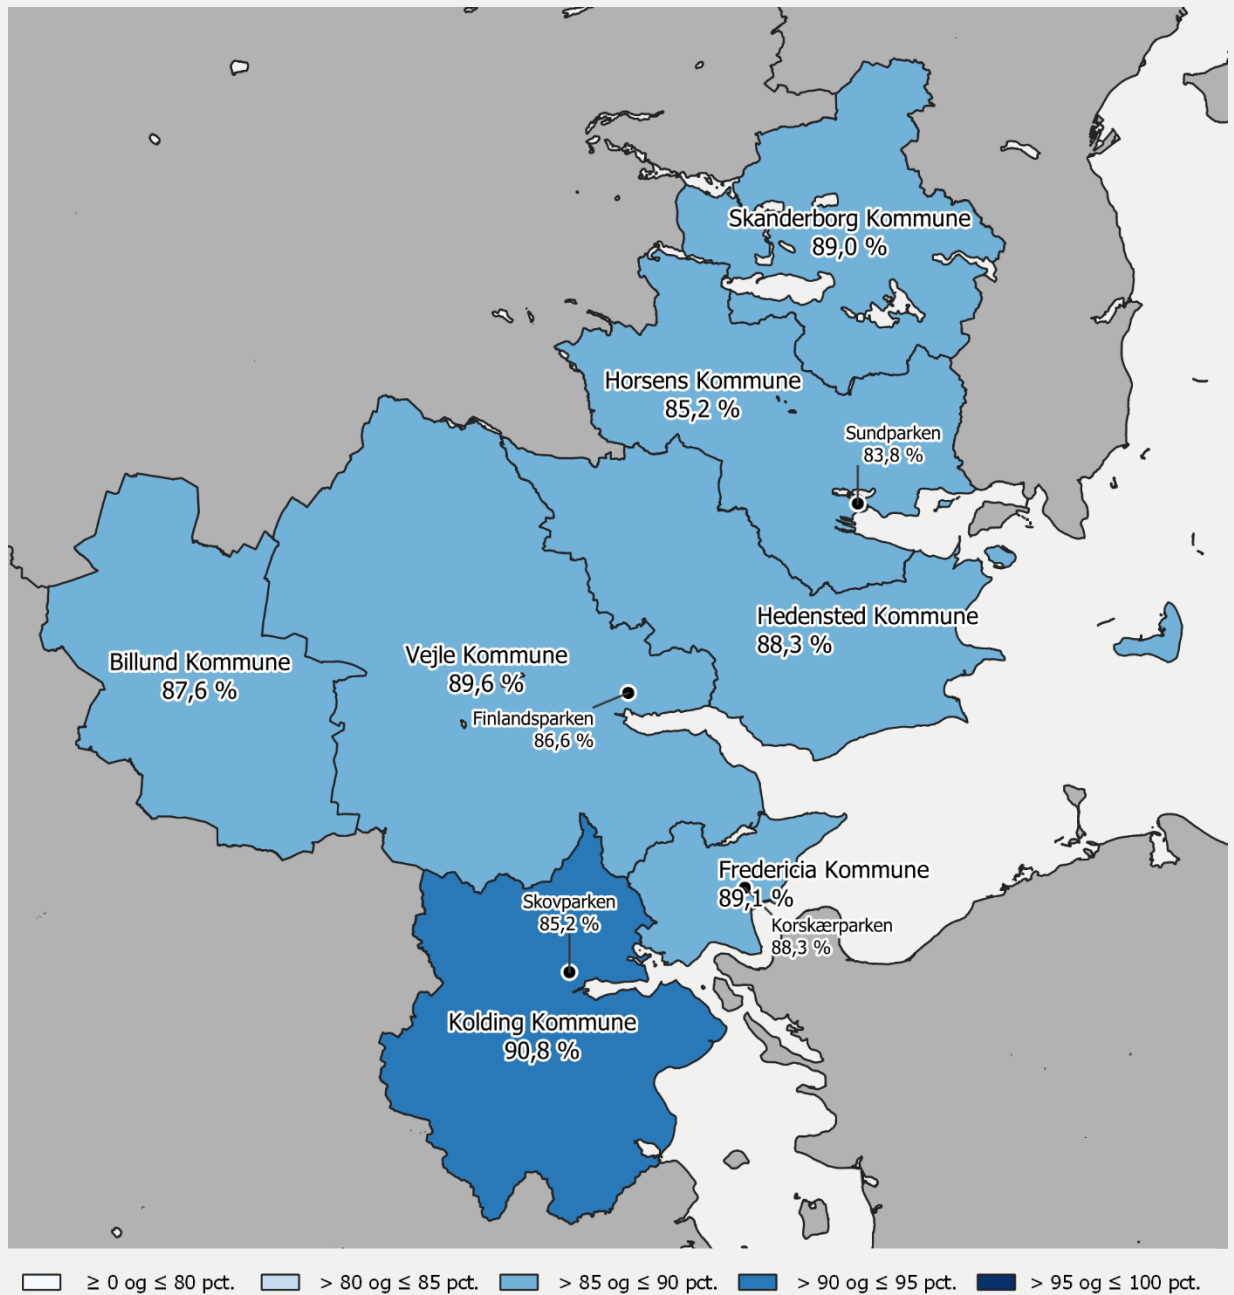 Skanderborg Kommune
89,0 %
Horsens Kommune
85,2 %
Sundparken
83,8 %
Hedensted Kommune
88,3 %
Vejle Kommune
89,6 %
Billund Kommune
87,6 %
Finlandsparken
86,6 %
Fredericia Kommune
89,1 %
Skovparken
85,2 %
Korskærparken
88,3 %
Kolding Kommune
90,8 %
≥ 0 og ≤ 80 pct. > 80 og ≤ 85 pct. > 85 og ≤ 90 pct. > 90 og ≤ 95 pct. > 95 og ≤ 100 pct.